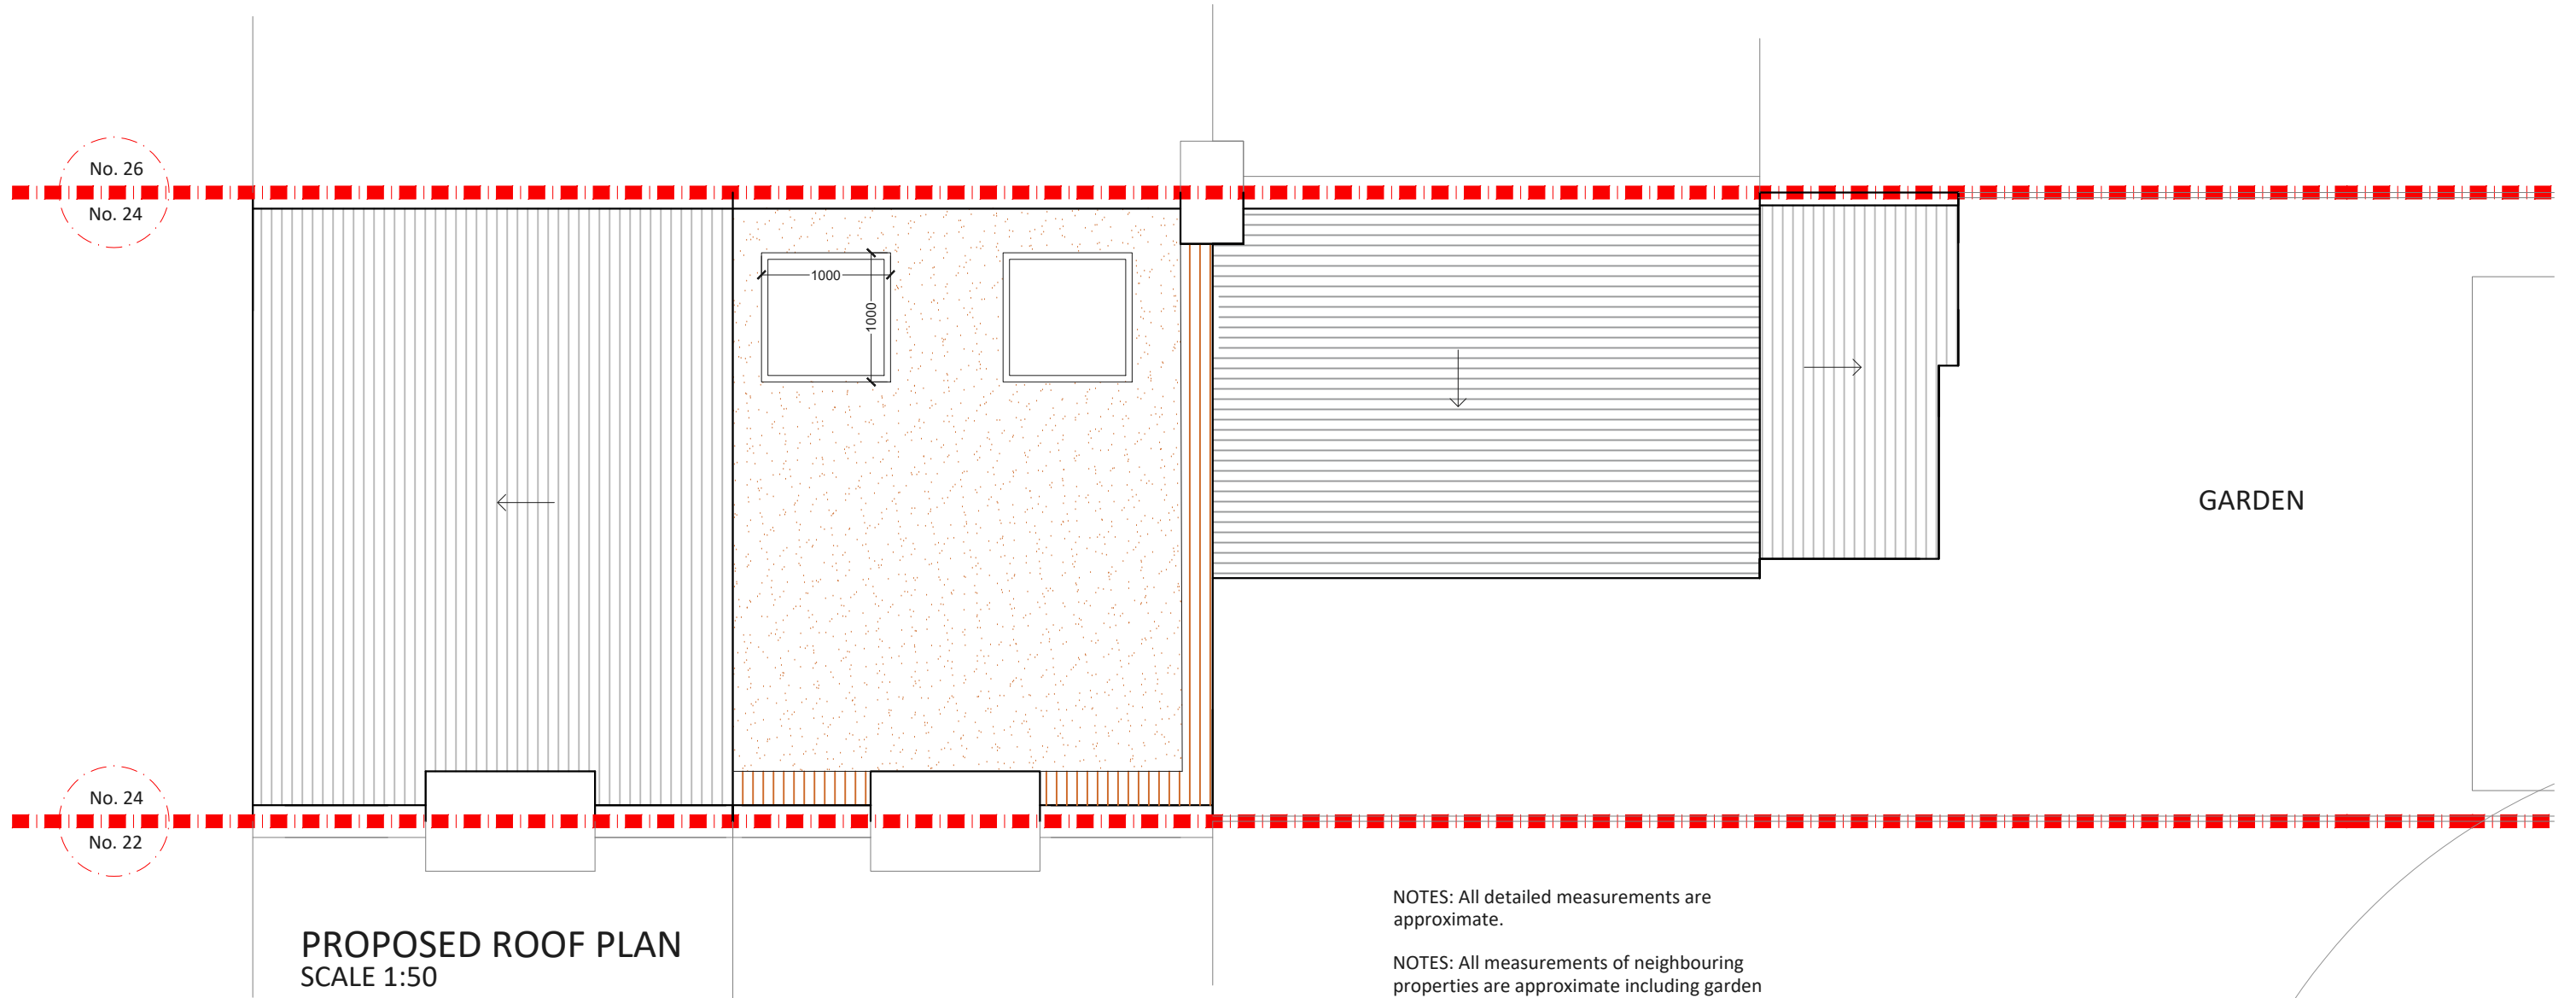 No. 26
No. 24
1000
1000
GARDEN
No. 24
No. 22
PROPOSED ROOF PLAN
SCALE 1:50
NOTES: All detailed measurements are
approximate.
NOTES: All measurements of neighbouring
properties are approximate including garden